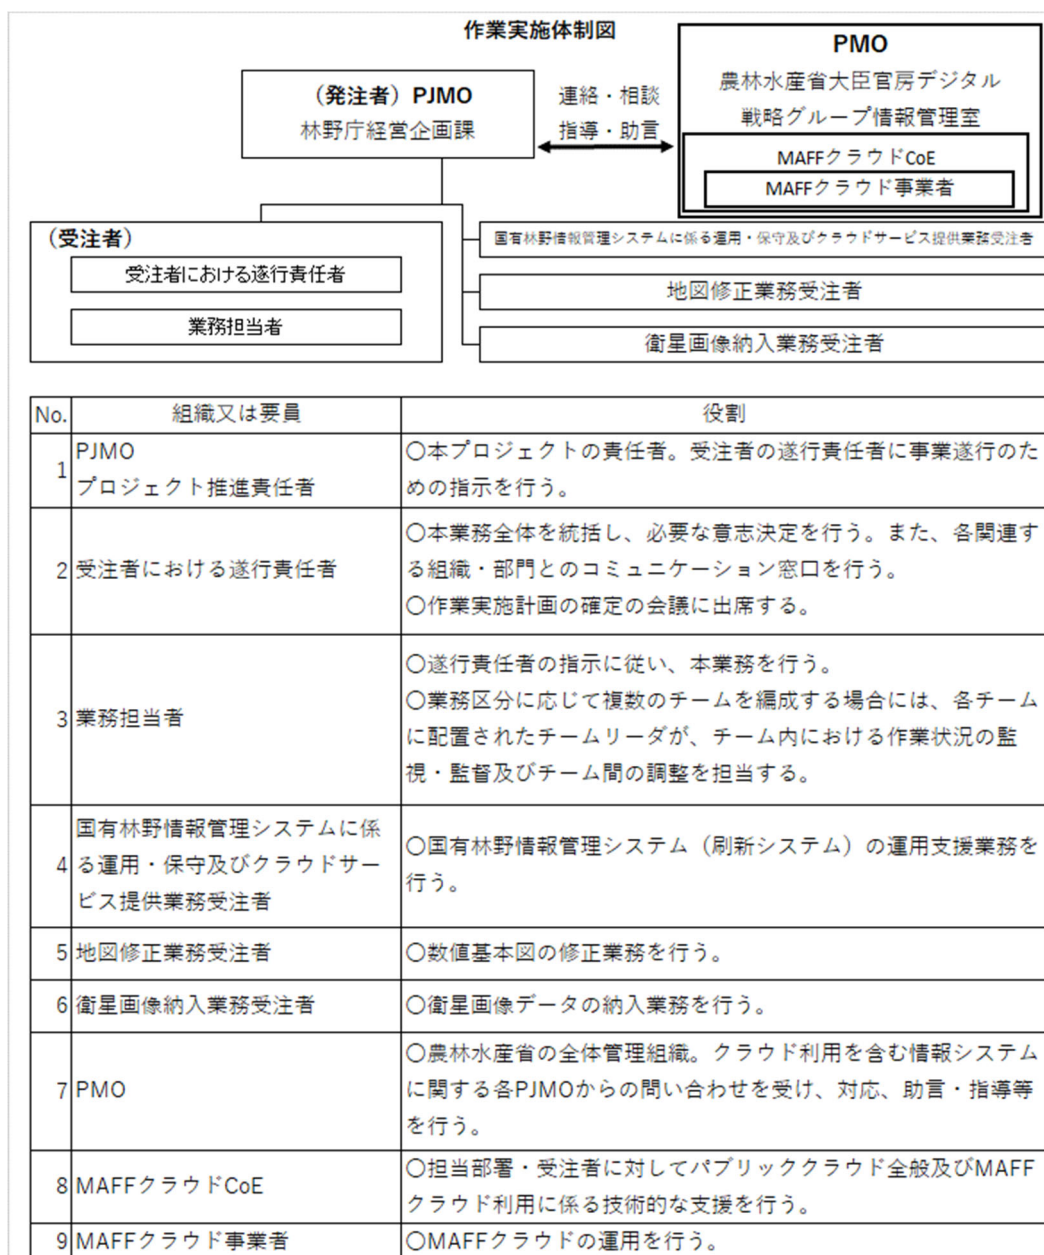 作業実施体制図
PMO
農林水産省大臣官房デジタル
戦略グループ情報管理室
MAFFクラウドCoE
MAFFクラウド事業者
(発注者)PJMO
林野庁経営企画課
連絡・相談
指導・助言
(受注者)
受注者における遂行責任者
業務担当者
国有林野情報管理システムに係る運用・保守及びクラウドサービス提供業務受注者
地図修正業務受注者
衛星画像納入業務受注者
No. 組織又は要員 役割
1 PJMO
プロジェクト推進責任者
○本プロジェクトの責任者。受注者の遂行責任者に事業遂行のた
めの指示を行う。
2 受注者における遂行責任者
○本業務全体を統括し、必要な意志決定を行う。また、各関連す
る組織・部門とのコミュニケーション窓口を行う。
○作業実施計画の確定の会議に出席する。
3 業務担当者
○遂行責任者の指示に従い、本業務を行う。
○業務区分に応じて複数のチームを編成する場合には、各チーム
に配置されたチームリーダが、チーム内における作業状況の監
視・監督及びチーム間の調整を担当する。
4 国有林野情報管理システムに係
る運用・保守及びクラウドサー
ビス提供業務受注者
○国有林野情報管理システム(刷新システム)の運用支援業務を
行う。
5 地図修正業務受注者 ○数値基本図の修正業務を行う。
6 衛星画像納入業務受注者 ○衛星画像データの納入業務を行う。
7 PMO
○農林水産省の全体管理組織。クラウド利用を含む情報システム
に関する各PJMOからの問い合わせを受け、対応、助言・指導等
を行う。
8 MAFFクラウドCoE
○担当部署・受注者に対してパブリッククラウド全般及びMAFF
クラウド利用に係る技術的な支援を行う。
9 MAFFクラウド事業者 ○MAFFクラウドの運用を行う。